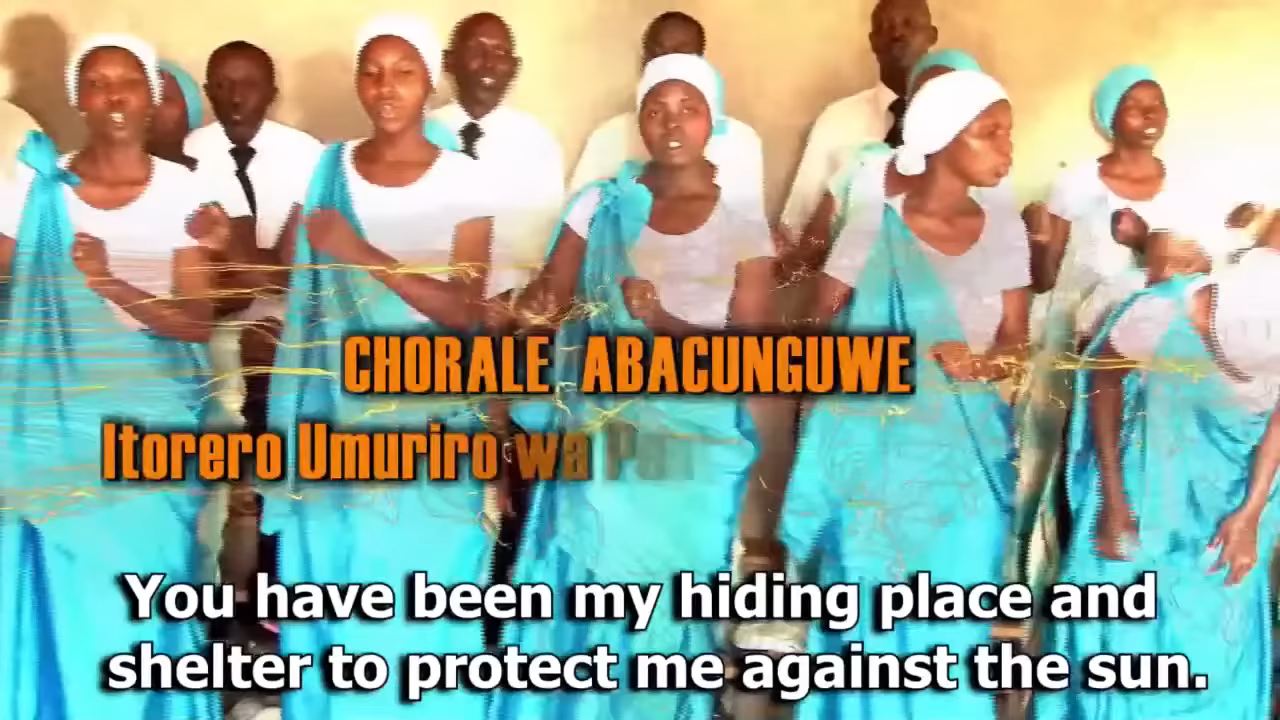 CHORALE ABACUNGUWE
Itorero Umuriro wa
You have been my hiding place and
shelter to protect me against the sun.